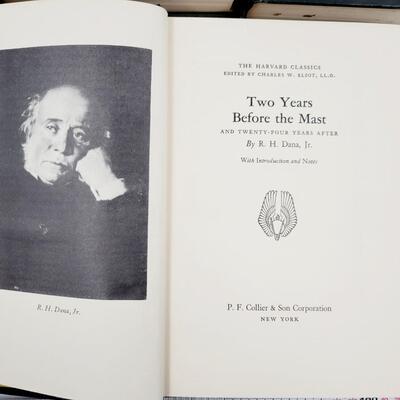 R. H. Dana, Jr.
THE HARVARD CLASSICS
EDITED BY CHARLES W. ELIOT, LL.D.
Two Years
Before the Mast
AND TWENTY-FOUR YEARS AFTER
By R. H. Dana, Jr.
With Introduction and Notes
P. F. Collier & Son Corporation
NEW YORK